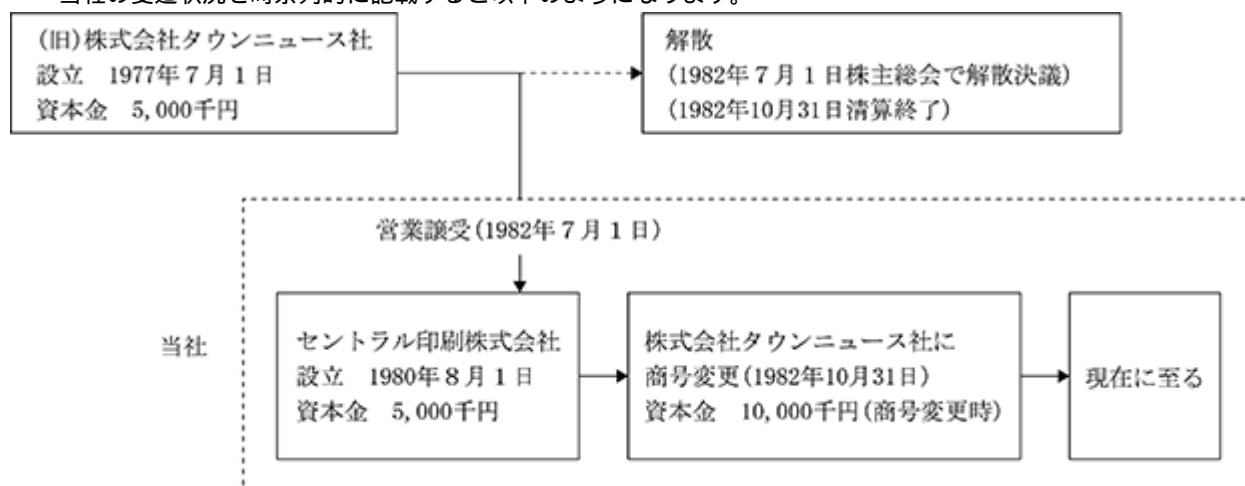 当社の変遷状況を時系列的に記載すると以下のようになります。
(旧)株式会社タウンニュース社
設立 1977年7月1日
資本金 5,000千円
解散
(1982年7月1日株主総会で解散決議)
(1982年10月31日清算終了)
営業譲受(1982年7月1日)
当社
セントラル印刷株式会社
設立 1980年8月1日
資本金 5,000千円
株式会社タウンニュース社に
商号変更(1982年10月31日)
資本金 10,000千円(商号変更時)
現在に至る